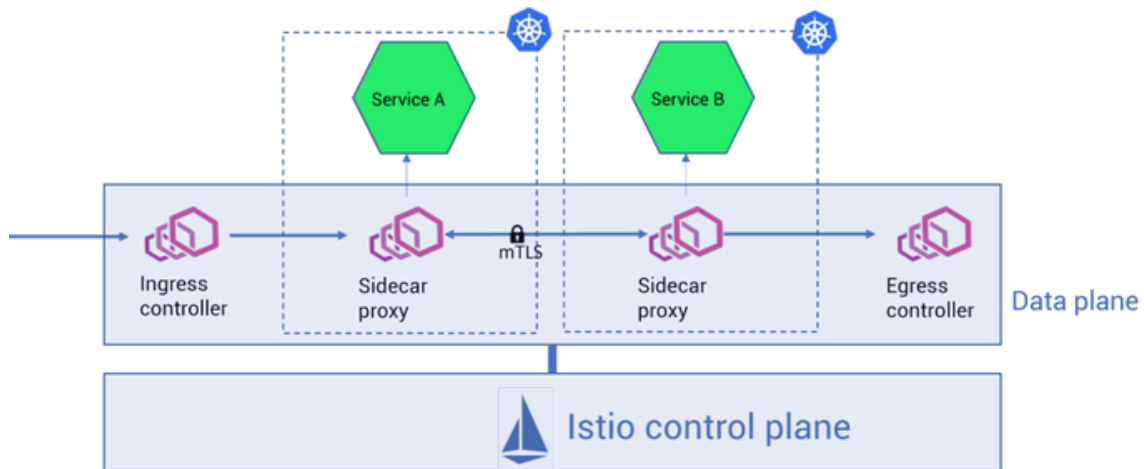 Service A
Service B
mTLS
Ingress
controller
Sidecar
proxy
Sidecar
proxy
Egress
controller
Data plane
Istio control plane